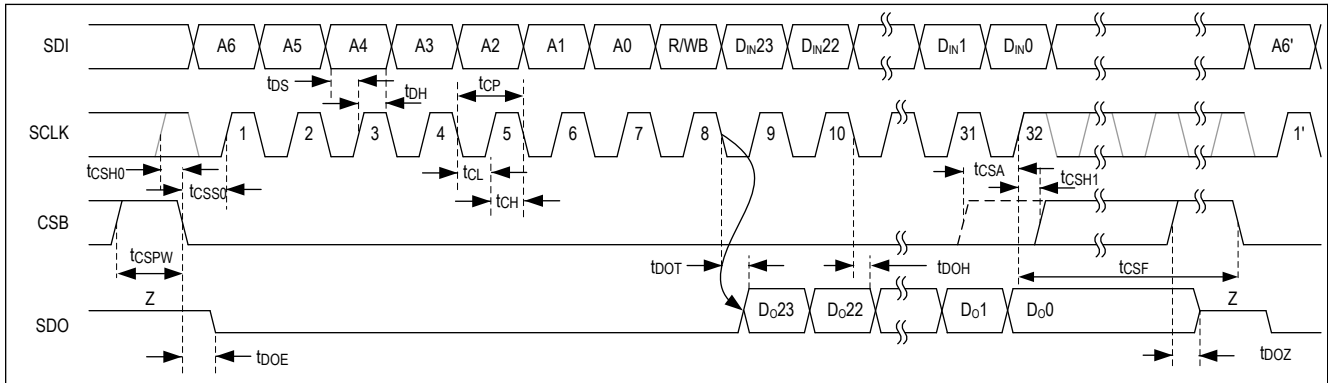 SDI A6 A5 A4 A3 A2 A1 A0 R/WB DIN23 DIN22 DIN1 DIN0 A6'
tDS tDH tCP
SCLK 1 2 3 4 5 6 7 8 9 10 31 32 1'
tCSH0 tCSS0 tCL tCH tCSA tCSH1
CSB
tCSPW tDOT tDOH tCSF
Z Z
SDO DO23 DO22 DO1 DO0
tDOE tDOZ